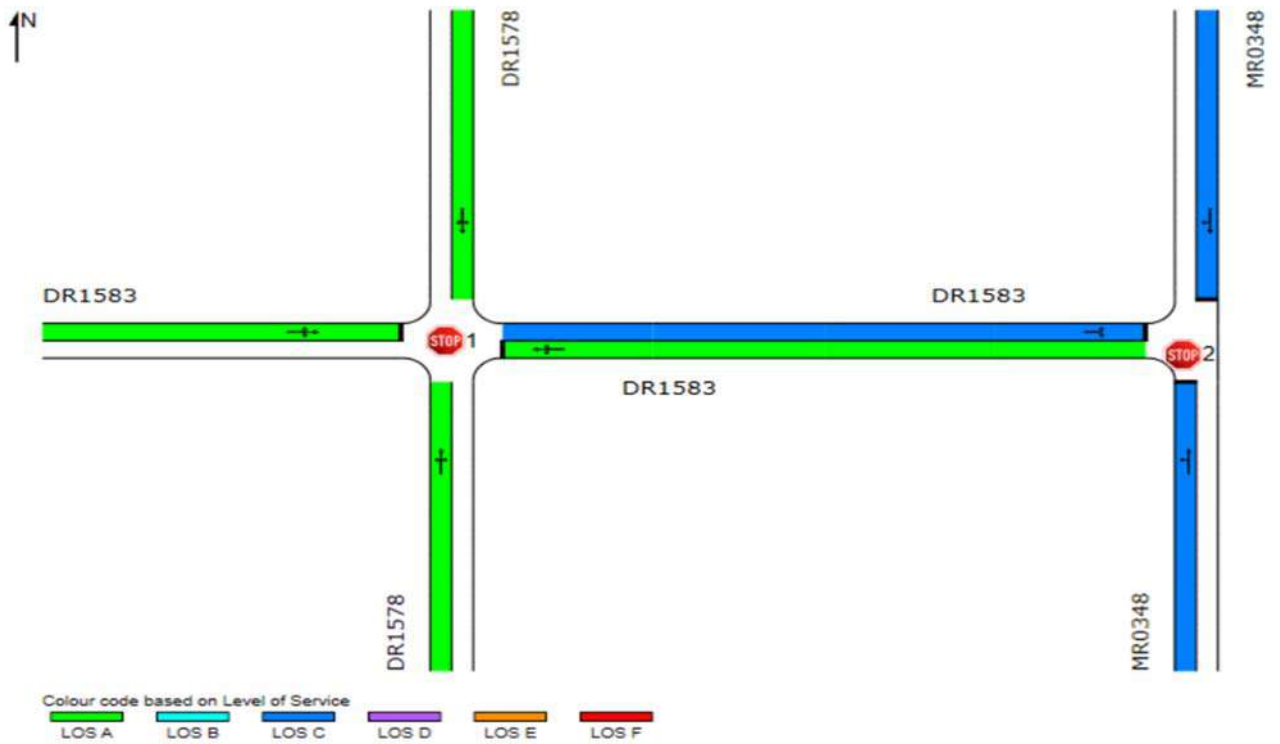 N
DR1578
MR0348
DR1583
DR1583
STOP 1
STOP 2
DR1583
DR1578
MR0348
Colour code based on Level of Service
LOS A LOS B LOS C LOS D LOS E LOS F